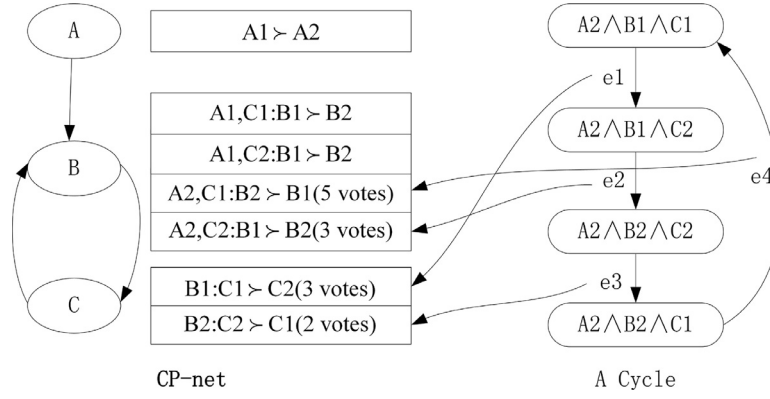 A
A1≻A2
A2∧B1∧C1
e1
A1,C1:B1≻B2
A2∧B1∧C2
A1,C2:B1≻B2
B
A2,C1:B2≻B1(5 votes)
e2
e4
A2,C2:B1≻B2(3 votes)
A2∧B2∧C2
B1:C1≻C2(3 votes)
e3
C
B2:C2≻C1(2 votes)
A2∧B2∧C1
CP-net
A Cycle